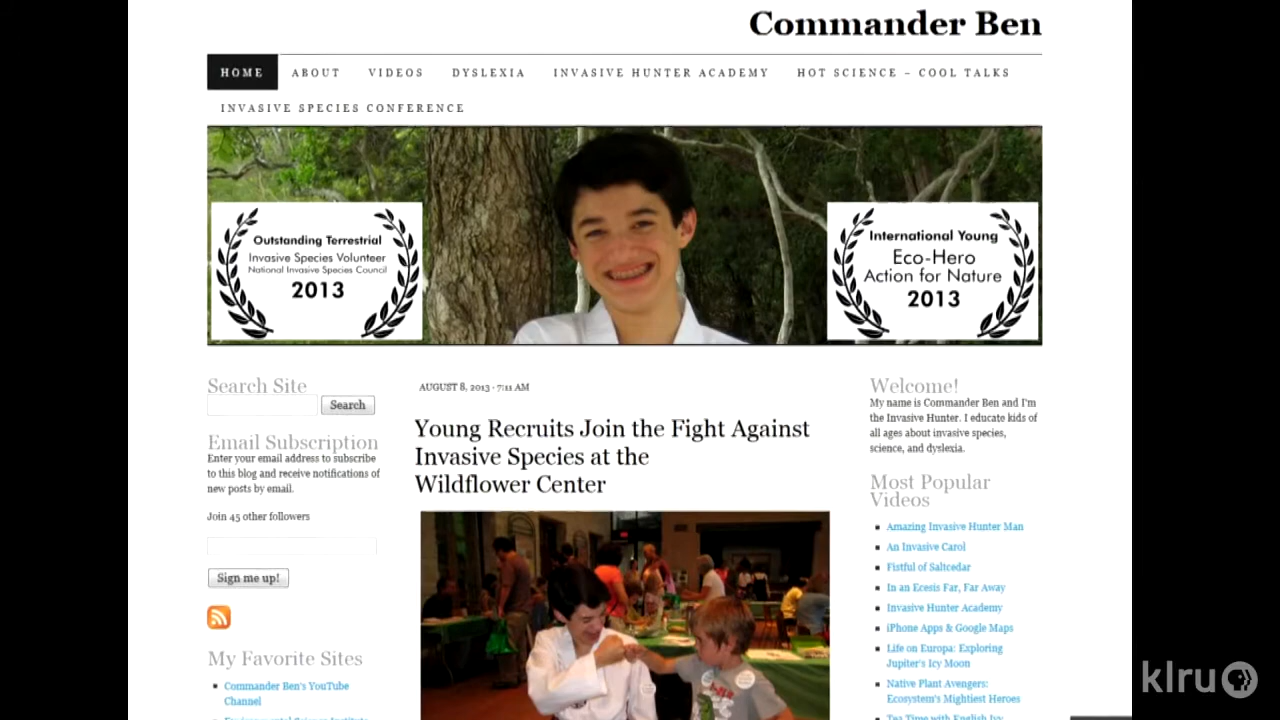 Commander Ben
HOME
ABOUT
VIDEOS
DYSLEXIA
INVASIVE HUNTER ACADEMY
HOT SCIENCE – COOL TALKS
INVASIVE SPECIES CONFERENCE
Outstanding Terrestrial
Invasive Species Volunteer
National Invasive Species Council
2013
International Young
Eco-Hero
Action for Nature
2013
Search Site
Search
Email Subscription
Enter your email address to subscribe
to this blog and receive notifications of
new posts by email.
Join 45 other followers
Sign me up!
My Favorite Sites
Commander Ben's YouTube
Channel
AUGUST 8, 2013 · 7:11 AM
Young Recruits Join the Fight Against
Invasive Species at the
Wildflower Center
Welcome!
My name is Commander Ben and I'm
the Invasive Hunter. I educate kids of
all ages about invasive species,
science, and dyslexia.
Most Popular
Videos
Amazing Invasive Hunter Man
An Invasive Carol
Fistful of Saltcedar
In an Ecesis Far, Far Away
Invasive Hunter Academy
iPhone Apps & Google Maps
Life on Europa: Exploring
Jupiter's Icy Moon
Native Plant Avengers:
Ecosystem's Mightiest Heroes
Tea Time with English Ivy
klru